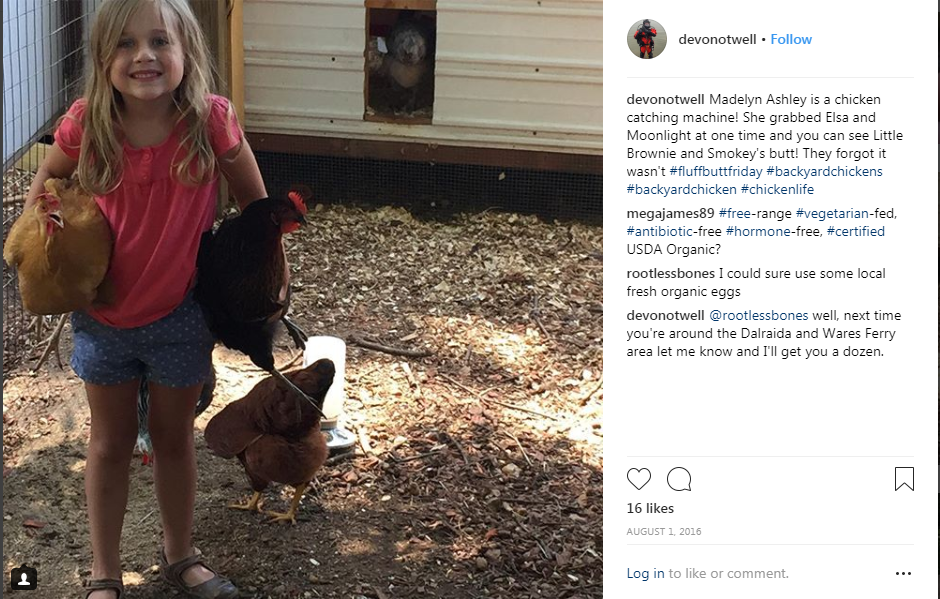 devonotwell • Follow
devonotwell Madelyn Ashley is a chicken
catching machine! She grabbed Elsa and
Moonlight at one time and you can see Little
Brownie and Smokey's butt! They forgot it
wasn't #fluffbuttfriday #backyardchickens
#backyardchicken #chickenlife
megajames89 #free-range #vegetarian-fed,
#antibiotic-free #hormone-free, #certified
USDA Organic?
rootlessbones I could sure use some local
fresh organic eggs
devonotwell @rootlessbones well, next time
you're around the Dalraida and Wares Ferry
area let me know and I'll get you a dozen.
16 likes
AUGUST 1, 2016
Log in to like or comment.